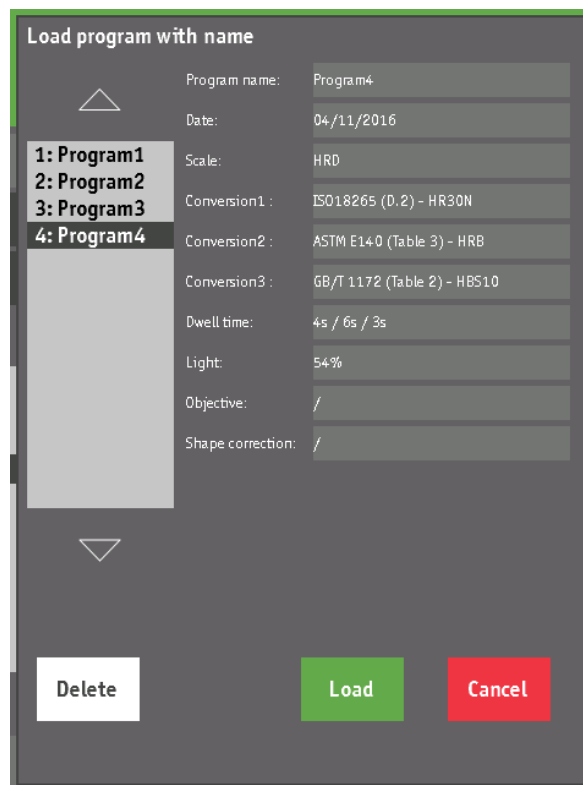 Load program with name
1: Program1
2: Program2
3: Program3
4: Program4
Program name: Program4
Date: 04/11/2016
Scale: HRD
Conversion1 : ISO18265 (D.2) - HR30N
Conversion2 : ASTM E140 (Table 3) - HRB
Conversion3 : GB/T 1172 (Table 2) - HBS10
Dwell time: 4s / 6s / 3s
Light: 54%
Objective: /
Shape correction: /
Delete
Load
Cancel